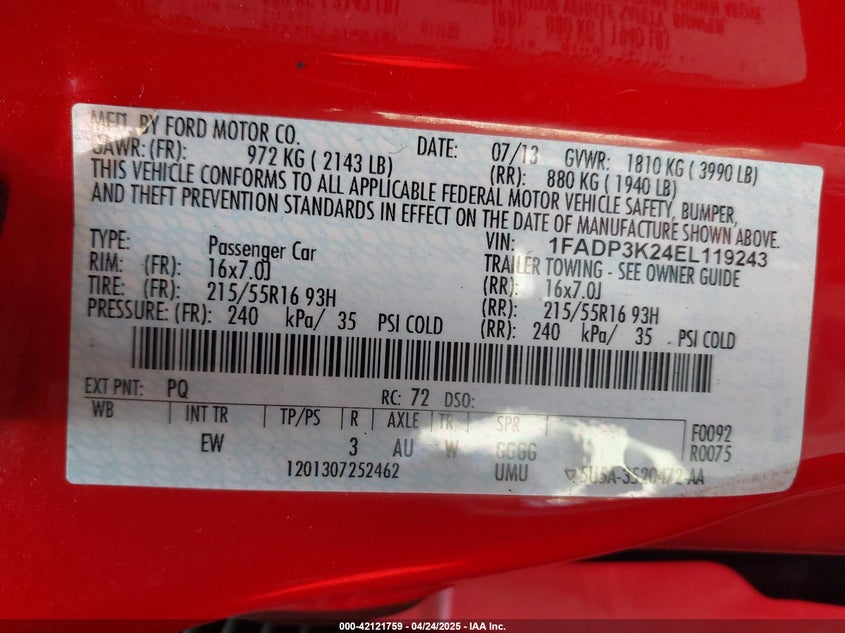 MFD. BY FORD MOTOR CO. DATE: 07/13 GVWR: 1810 KG ( 3990 LB)
GAWR: (FR): 972 KG ( 2143 LB) (RR): 880 KG ( 1940 LB)
THIS VEHICLE CONFORMS TO ALL APPLICABLE FEDERAL MOTOR VEHICLE SAFETY, BUMPER,
AND THEFT PREVENTION STANDARDS IN EFFECT ON THE DATE OF MANUFACTURE SHOWN ABOVE.
VIN: 1FADP3K24EL119243
TYPE: Passenger Car TRAILER TOWING - SEE OWNER GUIDE
RIM: (FR): 16x7.0J (RR): 16x7.0J
TIRE: (FR): 215/55R16 93H (RR): 215/55R16 93H
PRESSURE: (FR): 240 kPa/ 35 PSI COLD (RR): 240 kPa/ 35 PSI COLD
EXT PNT: PQ RC: 72 DSO:
WB INT TR TP/PS R AXLE TR SPR F0092
EW 3 AU W GGGG R0075
1201307252462 UMU 5U5A-3520472-AA
000-42121759 - 04/24/2025 - IAA Inc.